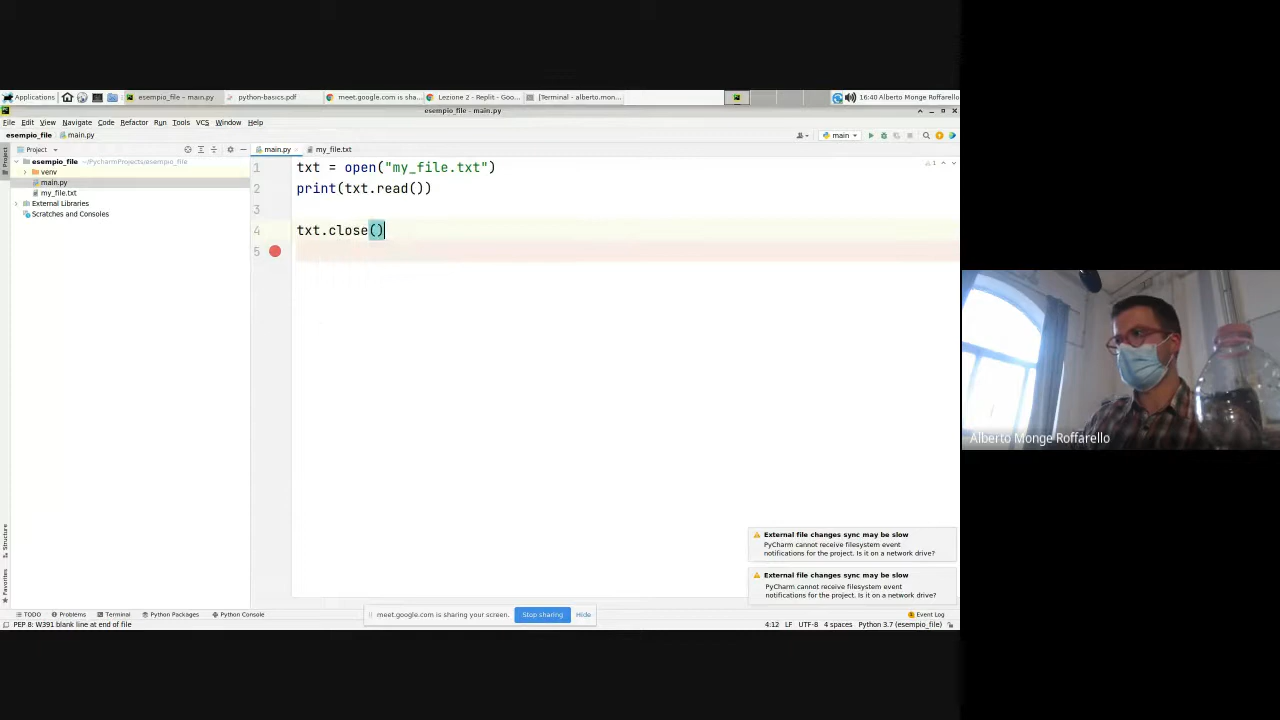 Applications esempio_file – main.py python-basics.pdf meet.google.com is sha... Lezione 2 - Replit - Goo... [Terminal - alberto.mon... 16:40 Alberto Monge Roffarello
esempio_file – main.py
File Edit View Navigate Code Refactor Run Tools VCS Window Help
esempio_file main.py main
Project main.py my_file.txt
Project
esempio_file ~/PycharmProjects/esempio_file
venv
main.py
my_file.txt
External Libraries
Scratches and Consoles
1 txt = open("my_file.txt")
2 print(txt.read())
3
4 txt.close()
5
1
Alberto Monge Roffarello
External file changes sync may be slow
PyCharm cannot receive filesystem event
notifications for the project. Is it on a network drive?
External file changes sync may be slow
PyCharm cannot receive filesystem event
notifications for the project. Is it on a network drive?
Structure
Favorites
TODO Problems Terminal Python Packages Python Console Event Log
meet.google.com is sharing your screen. Stop sharing Hide
PEP 8: W391 blank line at end of file 4:12 LF UTF-8 4 spaces Python 3.7 (esempio_file)